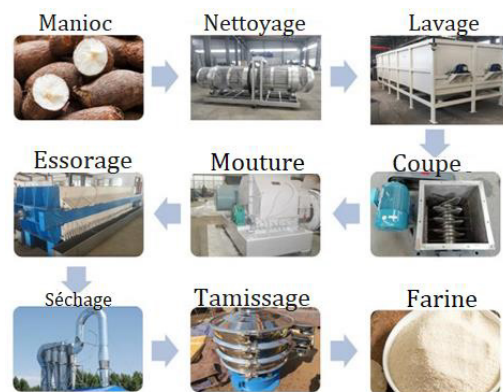 Manioc
Nettoyage
Lavage
Essorage
Mouture
Coupe
Séchage
Tamissage
Farine